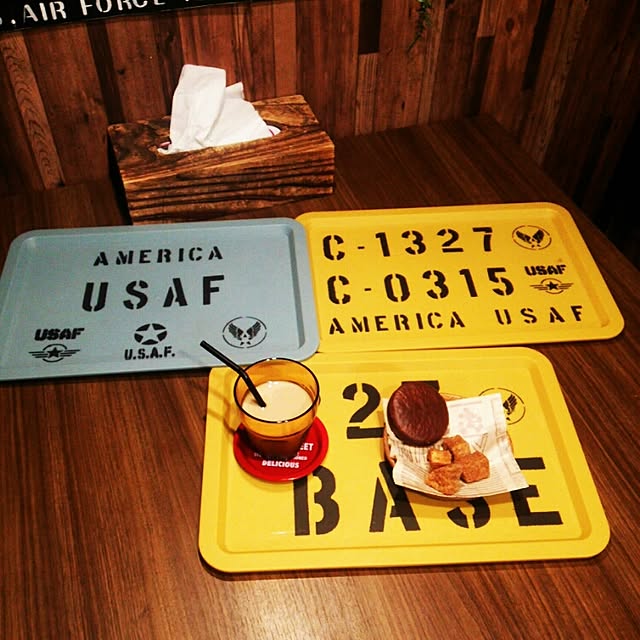 .AIR FORCE
AMERICA
USAF
USAF
U.S.A.F.
C-1327
C-0315
USAF
AMERICA USAF
BASE
DELICIOUS